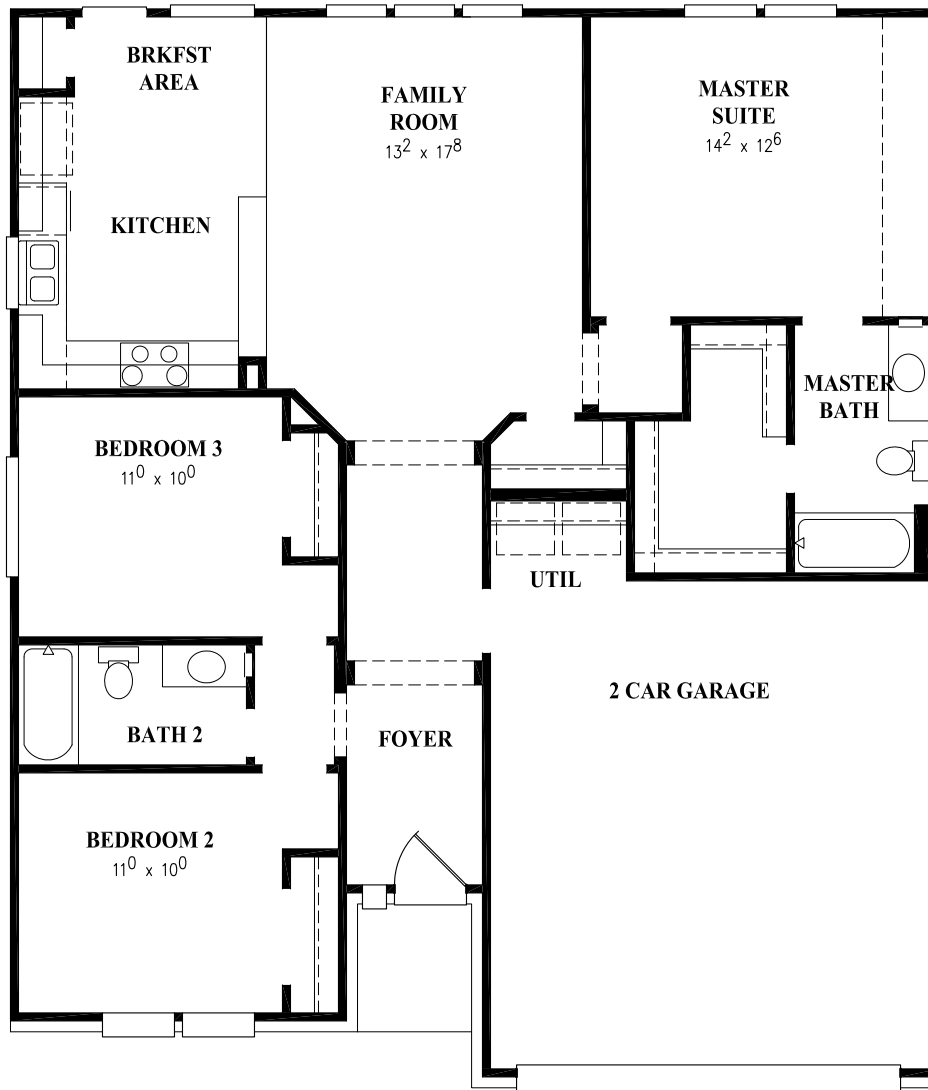 BRKFST
AREA
FAMILY
ROOM
13² x 17⁸
MASTER
SUITE
14² x 12⁶
KITCHEN
MASTER
BATH
BEDROOM 3
11⁰ x 10⁰
UTIL
2 CAR GARAGE
BATH 2
FOYER
BEDROOM 2
11⁰ x 10⁰